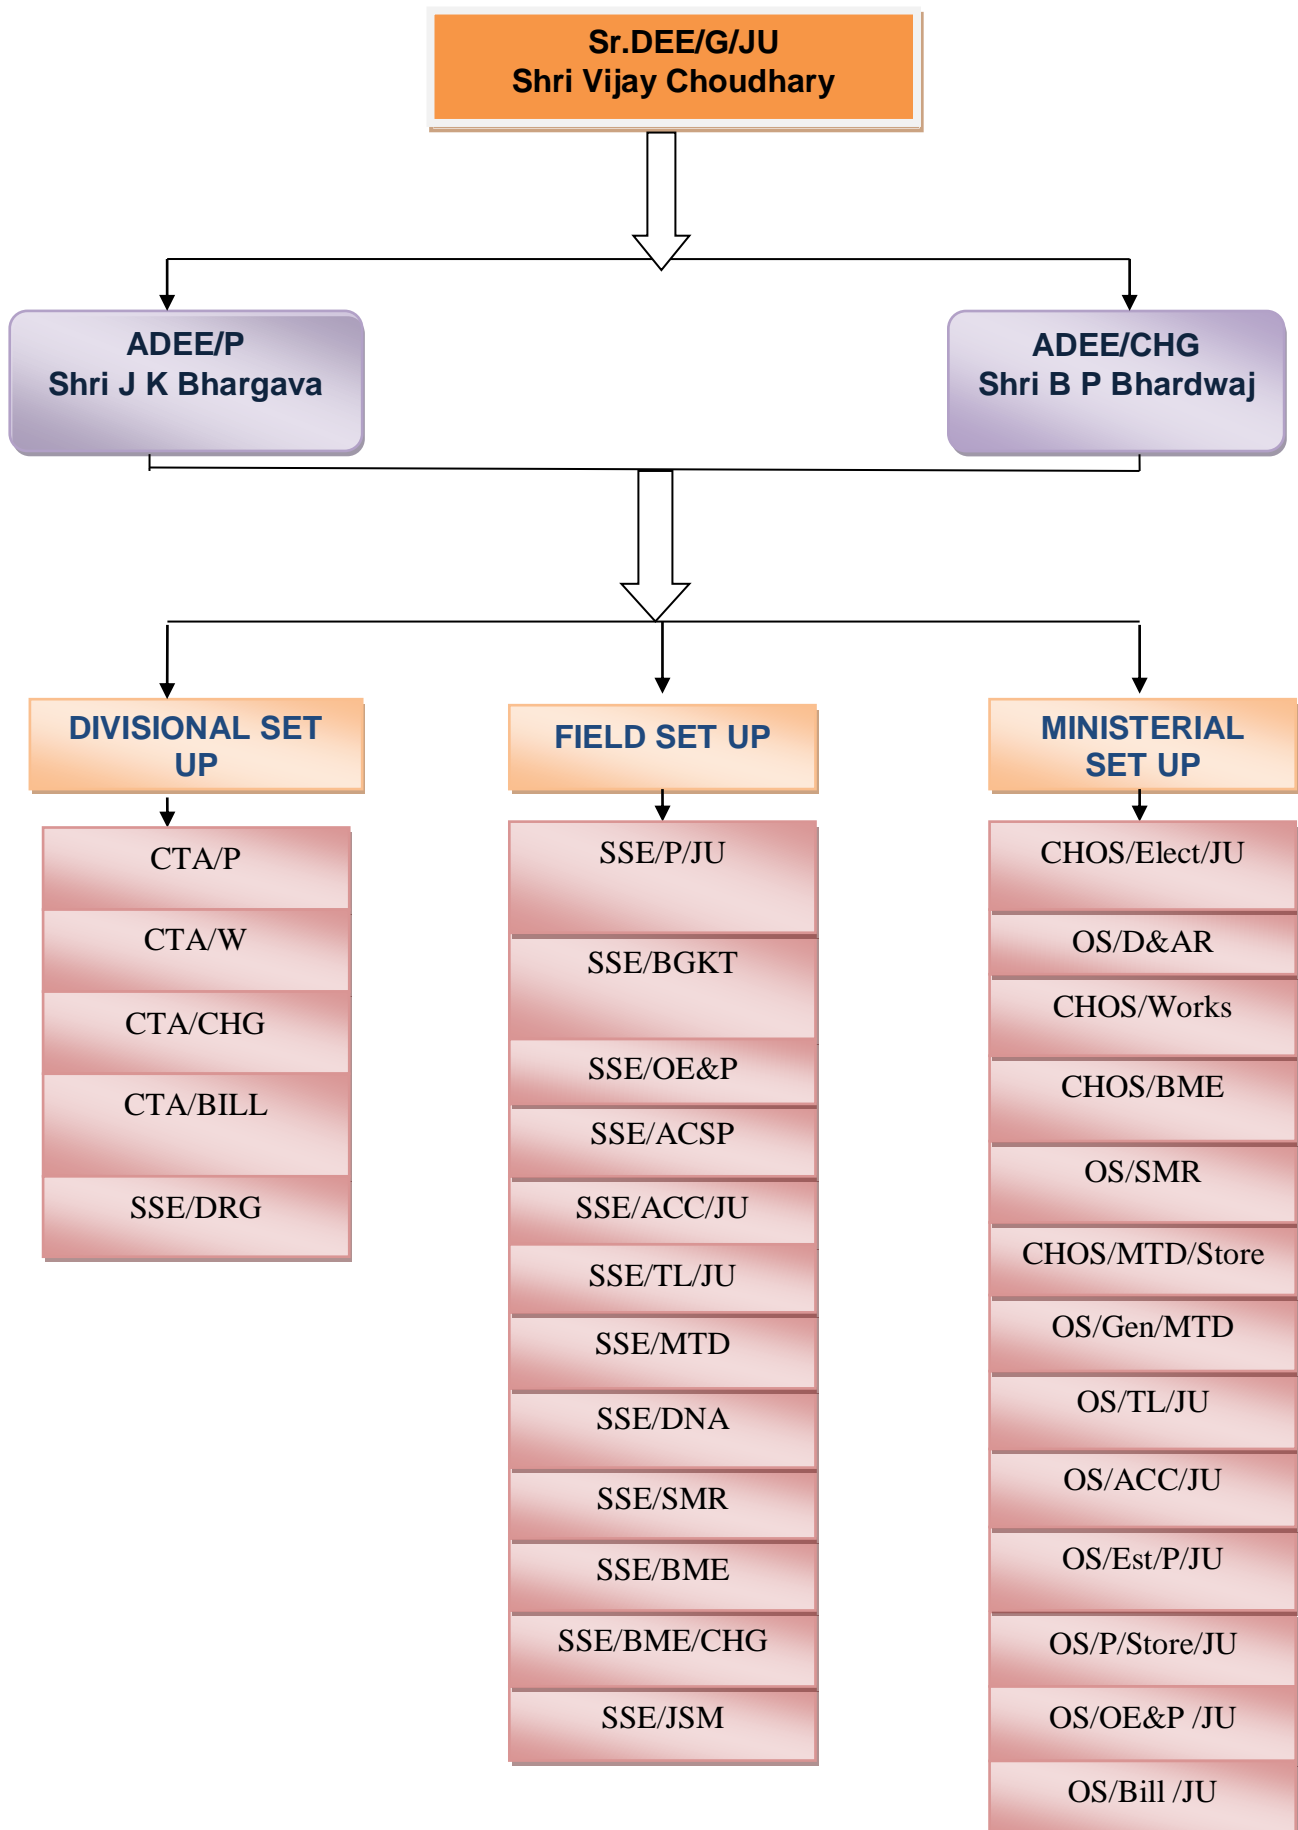 Sr.DEE/G/JU
Shri Vijay Choudhary
ADEE/P
Shri J K Bhargava
ADEE/CHG
Shri B P Bhardwaj
DIVISIONAL SET
UP
CTA/P
CTA/W
CTA/CHG
CTA/BILL
SSE/DRG
FIELD SET UP
SSE/P/JU
SSE/BGKT
SSE/OE&P
SSE/ACSP
SSE/ACC/JU
SSE/TL/JU
SSE/MTD
SSE/DNA
SSE/SMR
SSE/BME
SSE/BME/CHG
SSE/JSM
MINISTERIAL
SET UP
CHOS/Elect/JU
OS/D&AR
CHOS/Works
CHOS/BME
OS/SMR
CHOS/MTD/Store
OS/Gen/MTD
OS/TL/JU
OS/ACC/JU
OS/Est/P/JU
OS/P/Store/JU
OS/OE&P /JU
OS/Bill /JU